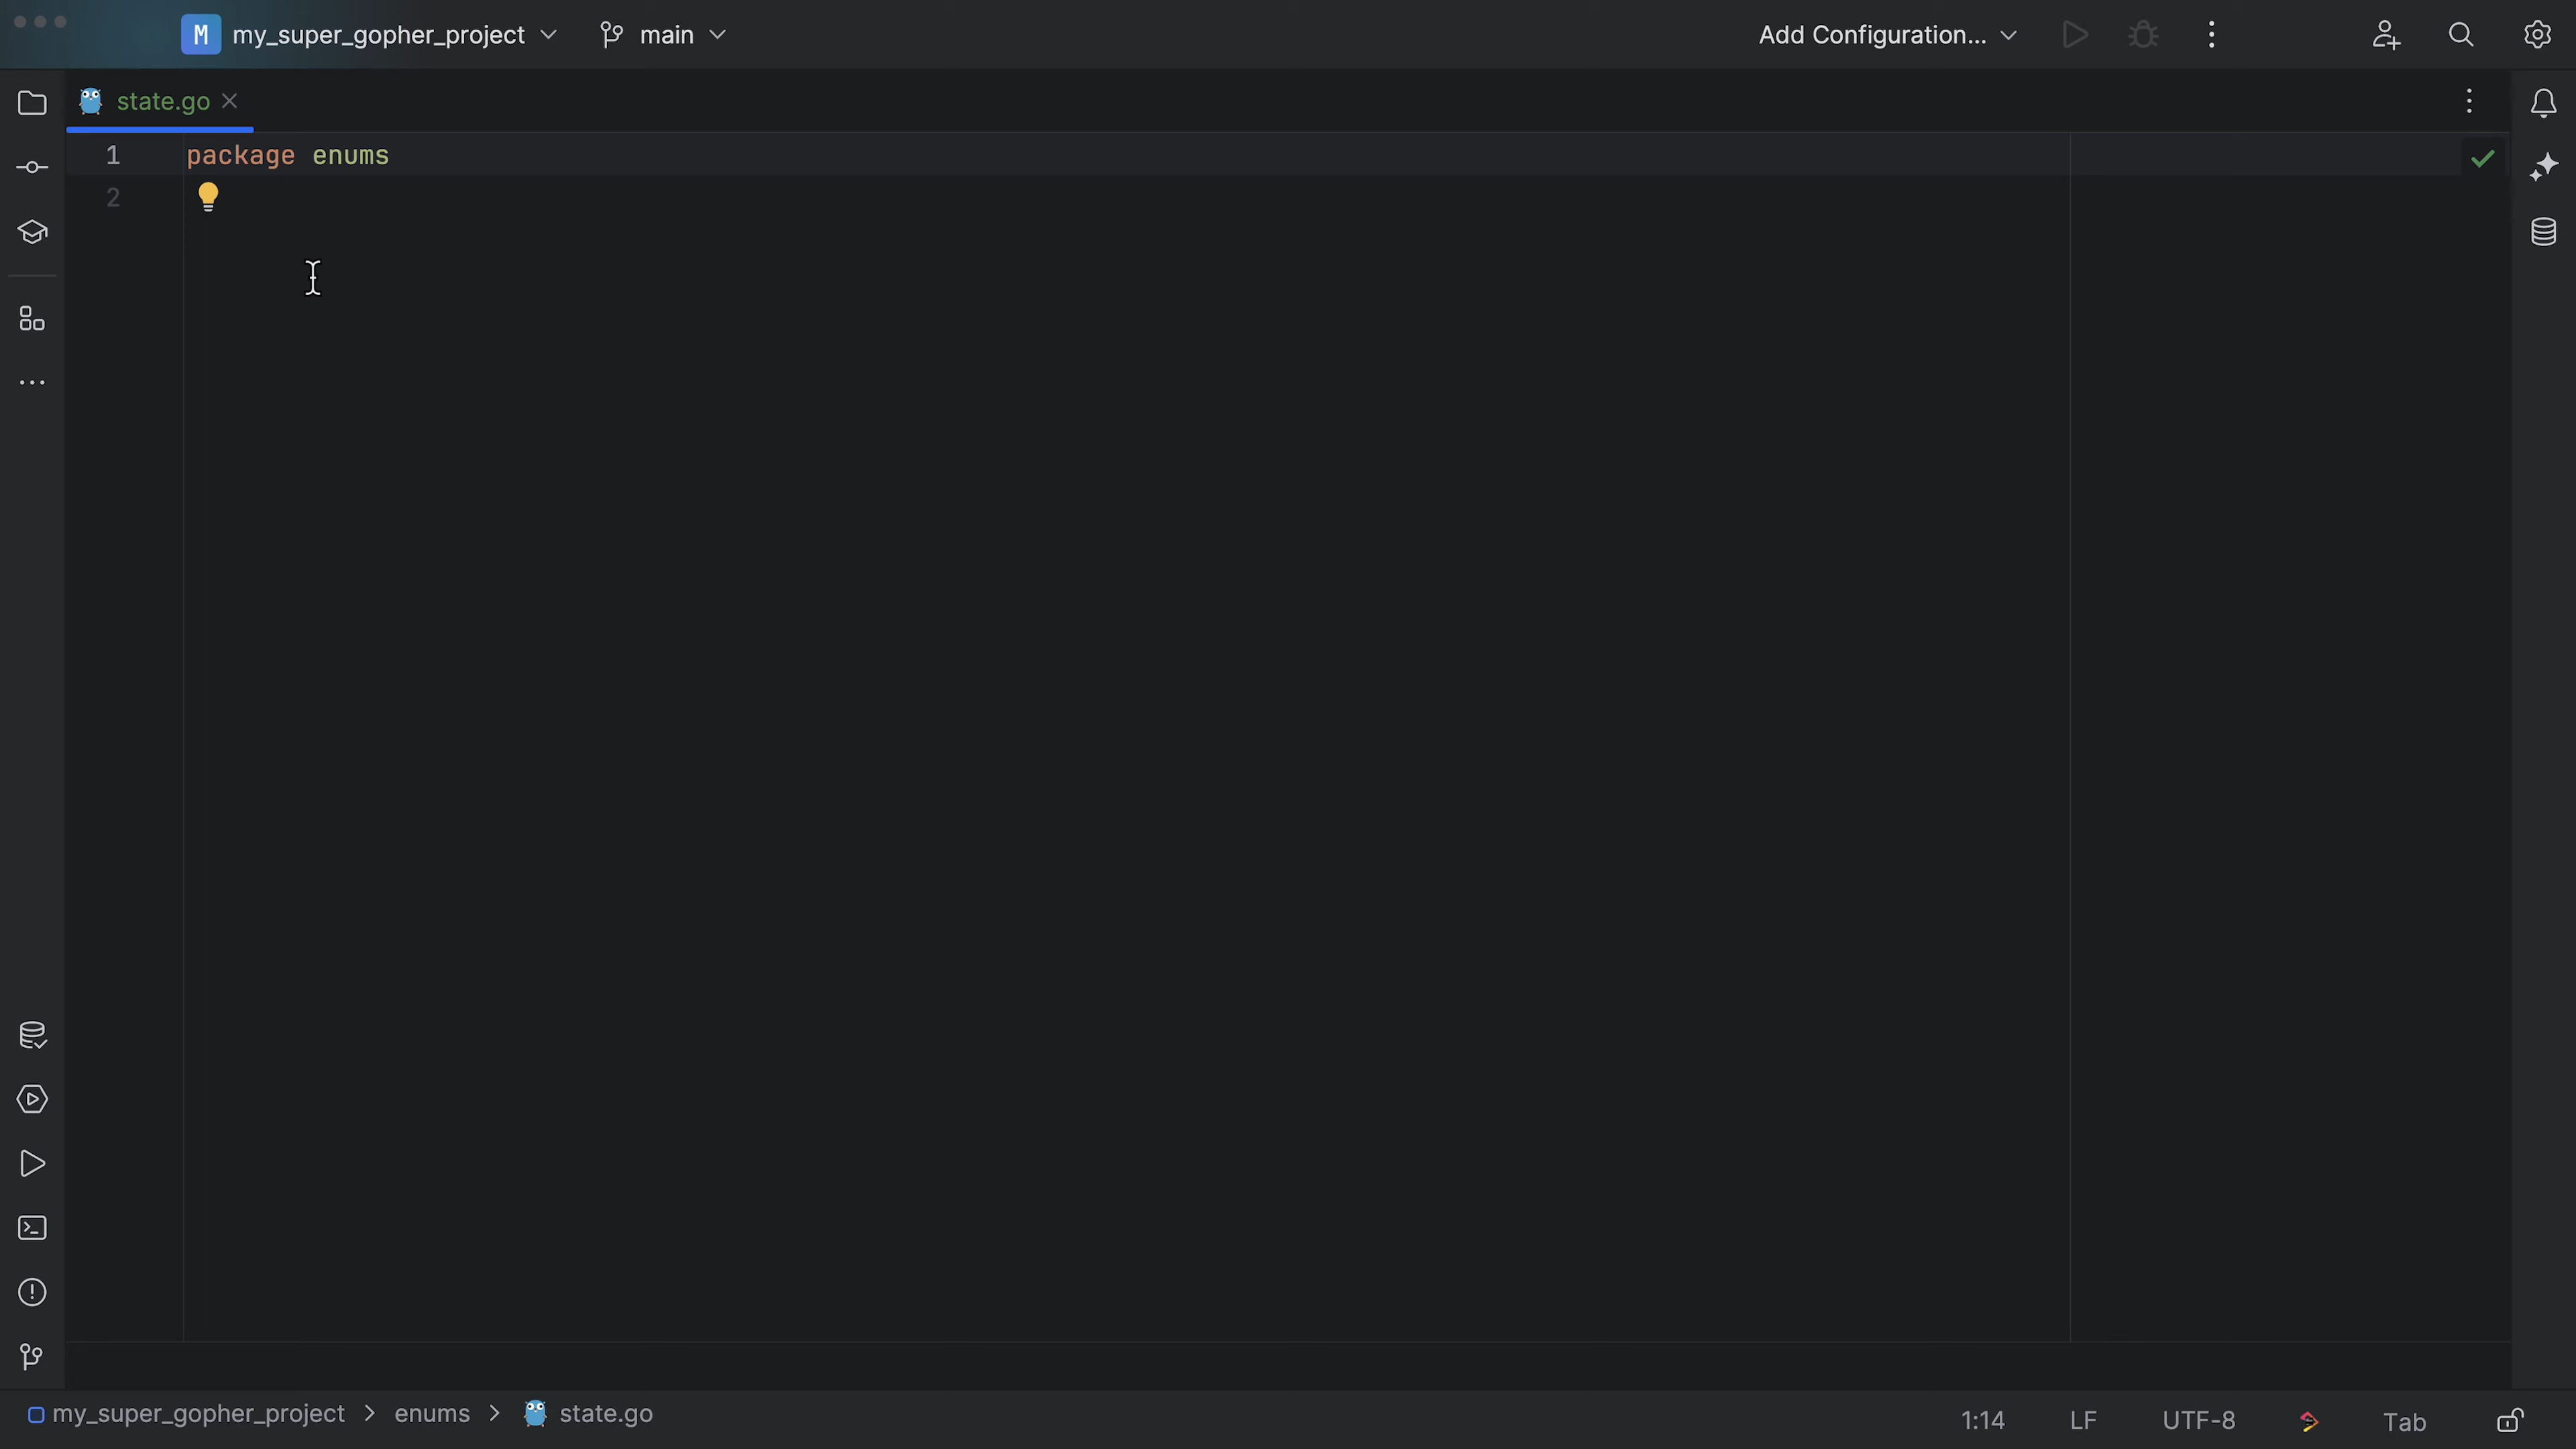 M my_super_gopher_project main Add Configuration...
state.go
1 package enums
2
my_super_gopher_project > enums > state.go 1:14 LF UTF-8 Tab